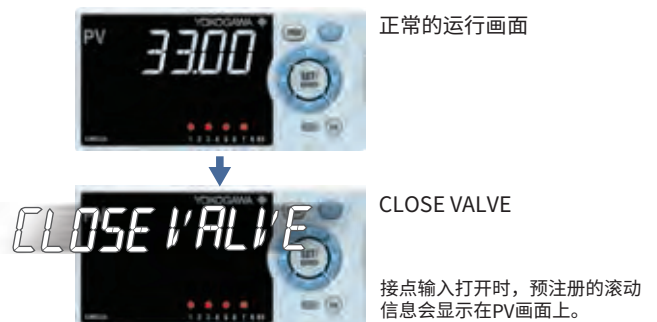 YOKOGAWA
PV
33.00
正常的运行画面
YOKOGAWA
CLOSE VALVE
CLOSE VALVE
接点输入打开时，预注册的滚动
信息会显示在PV画面上。